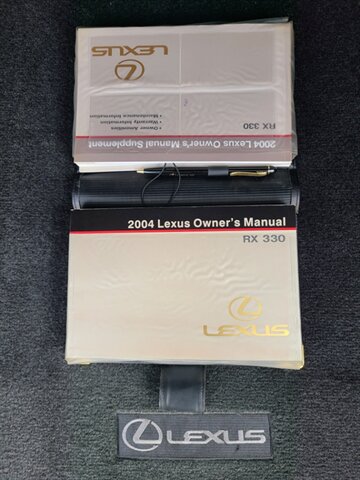 2004 Lexus Owner's Manual Supplement
RX 330
• Owner Amenities
• Warranty Information
• Maintenance Information
LEXUS
2004 Lexus Owner's Manual
RX 330
LEXUS
LEXUS